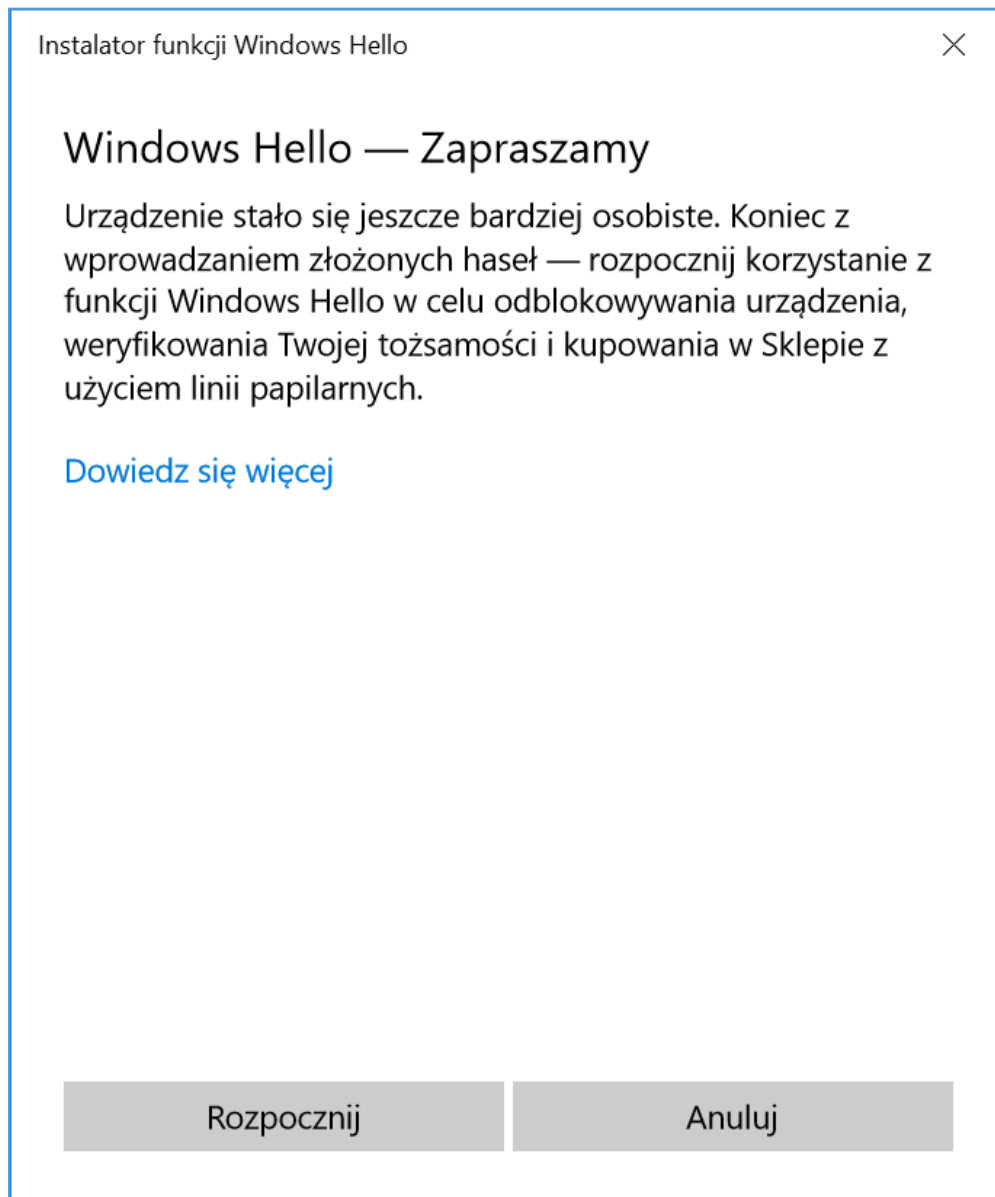 Instalator funkcji Windows Hello
Windows Hello — Zapraszamy
Urządzenie stało się jeszcze bardziej osobiste. Koniec z
wprowadzaniem złożonych haseł — rozpocznij korzystanie z
funkcji Windows Hello w celu odblokowywania urządzenia,
weryfikowania Twojej tożsamości i kupowania w Sklepie z
użyciem linii papilarnych.
Dowiedz się więcej
Rozpocznij
Anuluj